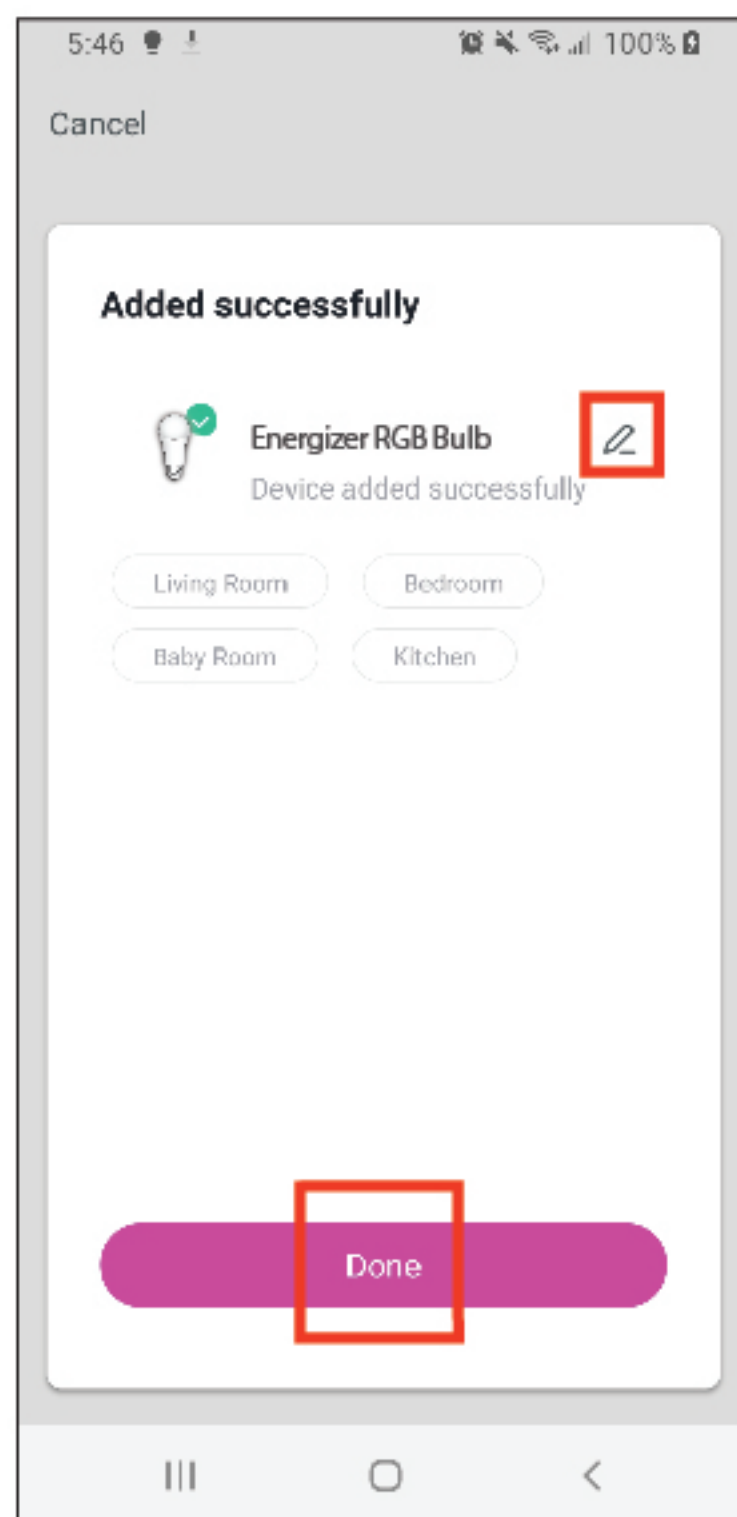 5:46 100%
Cancel
Added successfully
Energizer RGB Bulb
Device added successfully
Living Room Bedroom
Baby Room Kitchen
Done